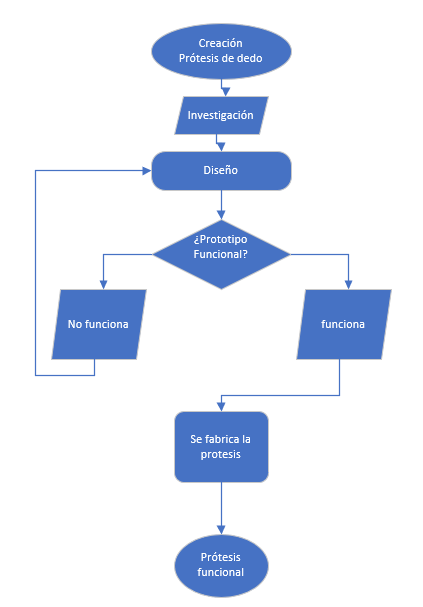 Creación
Prótesis de dedo
Investigación
Diseño
¿Prototipo
Funcional?
No funciona
funciona
Se fabrica la
protesis
Prótesis
funcional